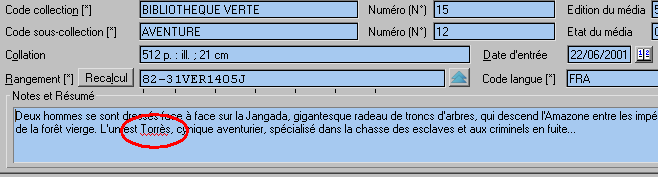 Code collection [*] BIBLIOTHEQUE VERTE Numéro (N°) 15 Edition du média
Code sous-collection [*] AVENTURE Numéro (N°) 12 Etat du média
Collation 512 p. : ill. ; 21 cm Date d'entrée 22/06/2001
Rangement [*] Recalcul 82-31VER1405J Code langue [*] FRA
Notes et Résumé
Deux hommes se sont dressés face à face sur la Jangada, gigantesque radeau de troncs d'arbres, qui descend l'Amazone entre les
de la forêt vierge. L'un est Torrès, cynique aventurier, spécialisé dans la chasse des esclaves et aux criminels en fuite...